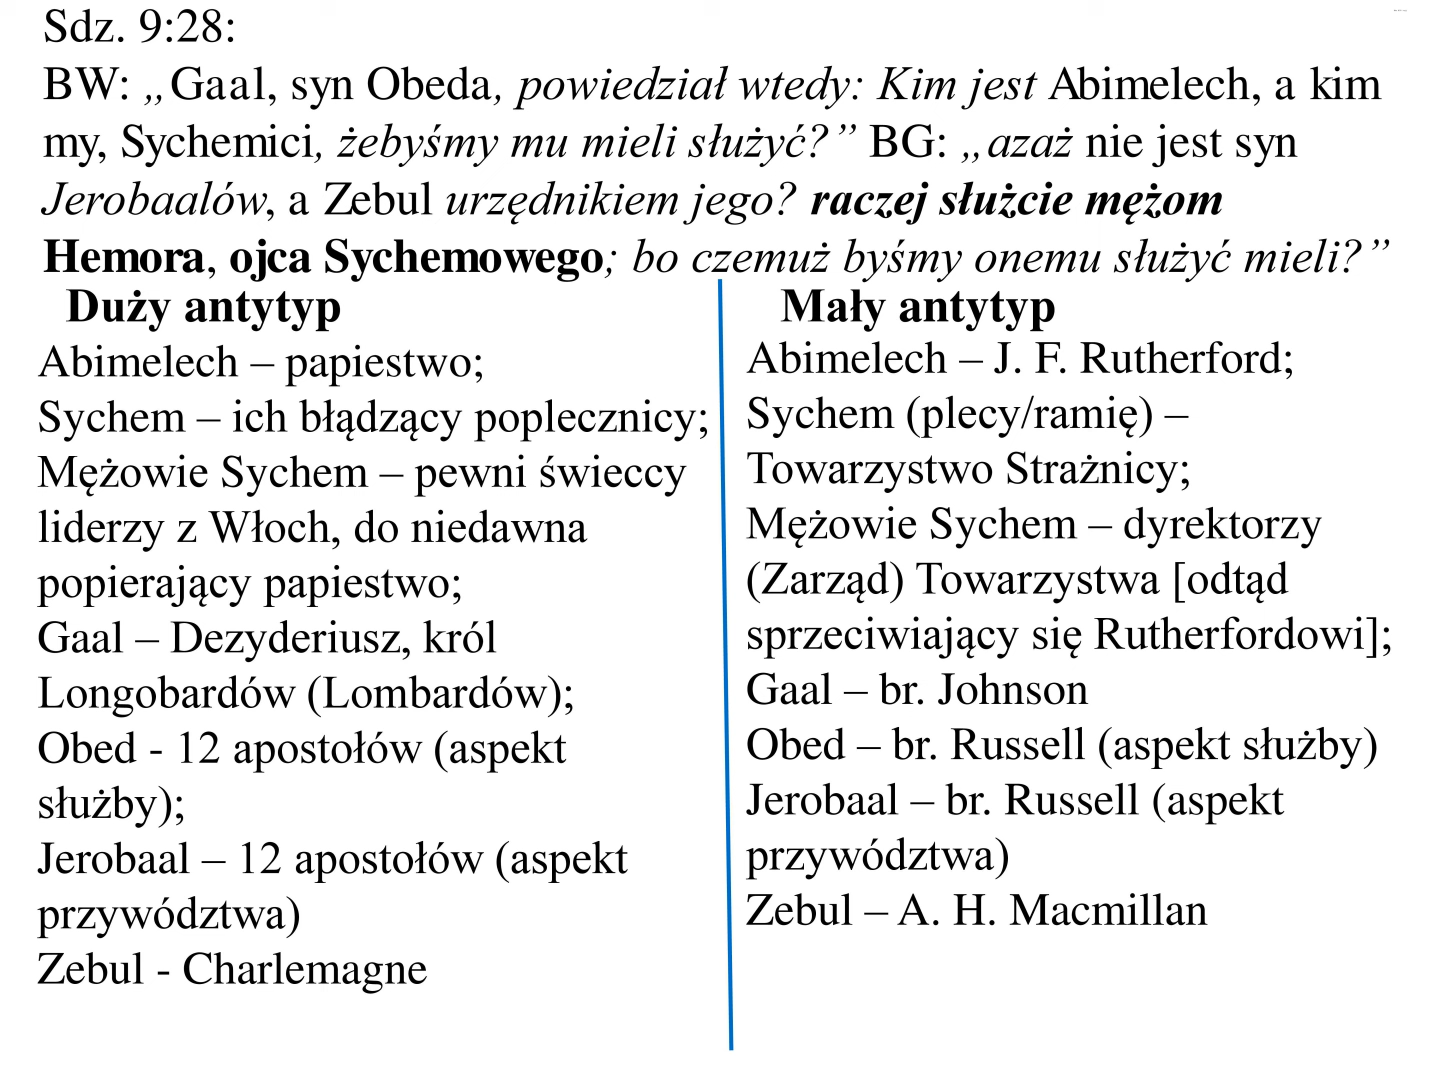 Sdz. 9:28:
BW: „Gaal, syn Obeda, powiedział wtedy: Kim jest Abimelech, a kim
my, Sychemici, żebyśmy mu mieli służyć?” BG: „azaż nie jest syn
Jerobaalów, a Zebul urzędnikiem jego? raczej służcie mężom
Hemora, ojca Sychemowego; bo czemuż byśmy onemu służyć mieli?”
Duży antytyp
Abimelech – papiestwo;
Sychem – ich błądzący poplecznicy;
Mężowie Sychem – pewni świeccy
liderzy z Włoch, do niedawna
popierający papiestwo;
Gaal – Dezyderiusz, król
Longobardów (Lombardów);
Obed - 12 apostołów (aspekt
służby);
Jerobaal – 12 apostołów (aspekt
przywództwa)
Zebul - Charlemagne
Mały antytyp
Abimelech – J. F. Rutherford;
Sychem (plecy/ramię) –
Towarzystwo Strażnicy;
Mężowie Sychem – dyrektorzy
(Zarząd) Towarzystwa [odtąd
sprzeciwiający się Rutherfordowi];
Gaal – br. Johnson
Obed – br. Russell (aspekt służby)
Jerobaal – br. Russell (aspekt
przywództwa)
Zebul – A. H. Macmillan